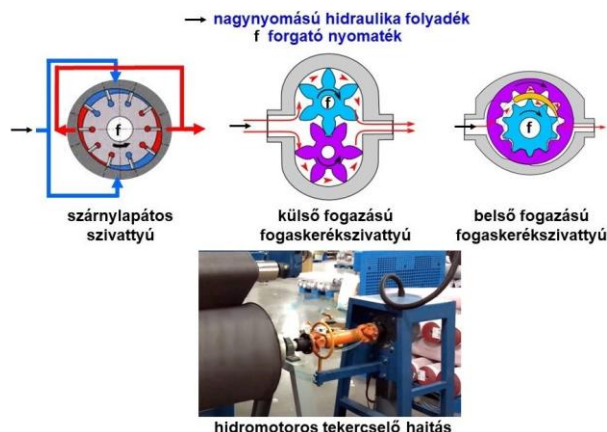 nagynyomású hidraulika folyadék
f forgató nyomaték
f
f
f
szárnylapátos
szivattyú
külső fogazású
fogaskerékszivattyú
belső fogazású
fogaskerékszivattyú
hidromotoros tekercselő hajtás